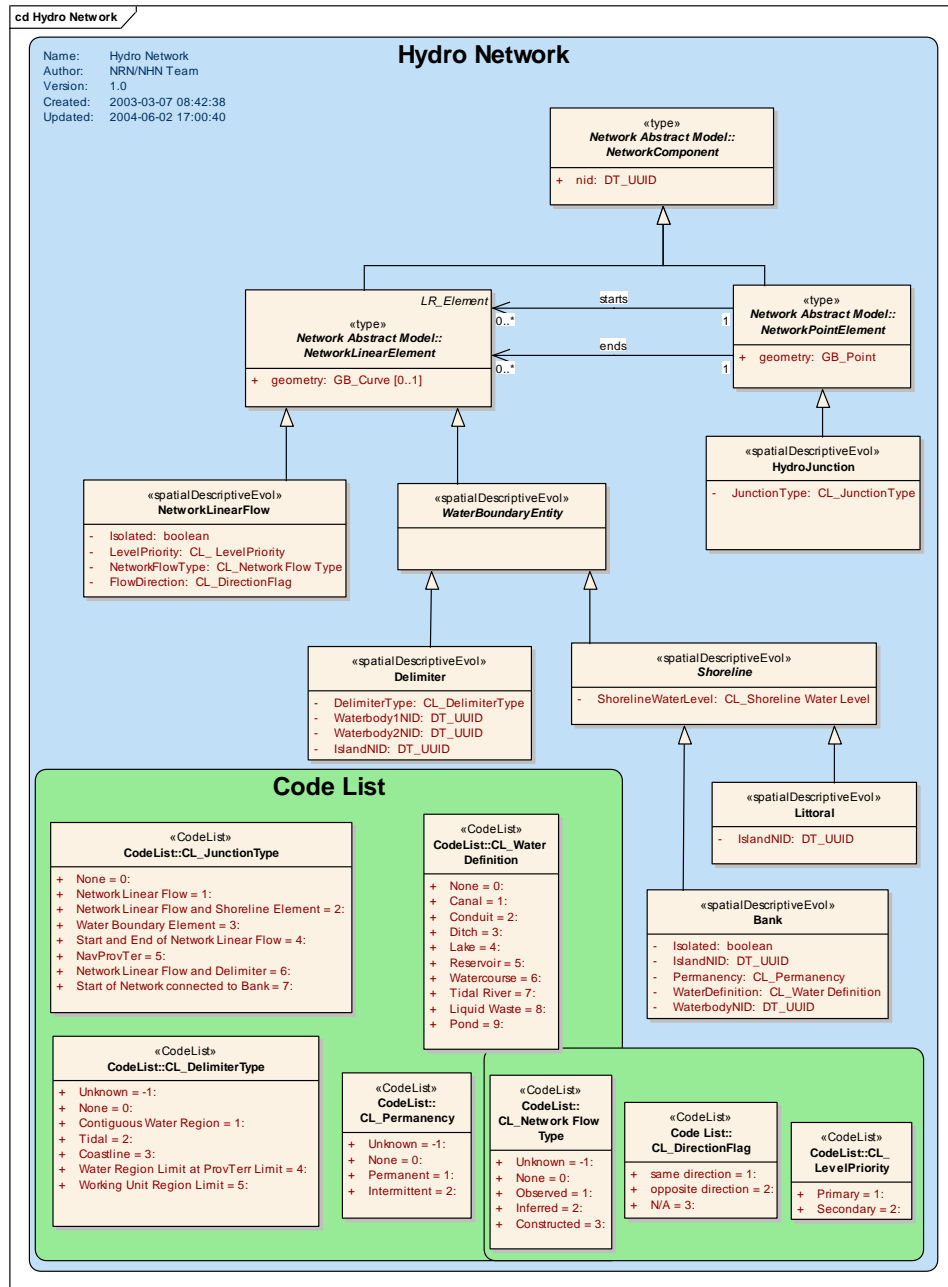 cd Hydro Network
Hydro Network
Name: Hydro Network
Author: NRN/NHN Team
Version: 1.0
Created: 2003-03-07 08:42:38
Updated: 2004-06-02 17:00:40
«type»
Network Abstract Model::
NetworkComponent
+ nid: DT_UUID
LR_Element
«type»
Network Abstract Model::
NetworkLinearElement
+ geometry: GB_Curve [0..1]
starts
0..*
1
ends
0..*
1
«type»
Network Abstract Model::
NetworkPointElement
+ geometry: GB_Point
«spatialDescriptiveEvol»
HydroJunction
- JunctionType: CL_JunctionType
«spatialDescriptiveEvol»
NetworkLinearFlow
- Isolated: boolean
- LevelPriority: CL_ LevelPriority
- NetworkFlowType: CL_Network Flow Type
- FlowDirection: CL_DirectionFlag
«spatialDescriptiveEvol»
WaterBoundaryEntity
«spatialDescriptiveEvol»
Delimiter
- DelimiterType: CL_DelimiterType
- Waterbody1NID: DT_UUID
- Waterbody2NID: DT_UUID
- IslandNID: DT_UUID
«spatialDescriptiveEvol»
Shoreline
- ShorelineWaterLevel: CL_Shoreline Water Level
«spatialDescriptiveEvol»
Littoral
- IslandNID: DT_UUID
«spatialDescriptiveEvol»
Bank
- Isolated: boolean
- IslandNID: DT_UUID
- Permanency: CL_Permanency
- WaterDefinition: CL_Water Definition
- WaterbodyNID: DT_UUID
Code List
«CodeList»
CodeList::CL_JunctionType
+ None = 0:
+ Network Linear Flow = 1:
+ Network Linear Flow and Shoreline Element = 2:
+ Water Boundary Element = 3:
+ Start and End of Network Linear Flow = 4:
+ NavProvTer = 5:
+ Network Linear Flow and Delimiter = 6:
+ Start of Network connected to Bank = 7:
«CodeList»
CodeList::CL_Water
Definition
+ None = 0:
+ Canal = 1:
+ Conduit = 2:
+ Ditch = 3:
+ Lake = 4:
+ Reservoir = 5:
+ Watercourse = 6:
+ Tidal River = 7:
+ Liquid Waste = 8:
+ Pond = 9:
«CodeList»
CodeList::CL_DelimiterType
+ Unknown = -1:
+ None = 0:
+ Contiguous Water Region = 1:
+ Tidal = 2:
+ Coastline = 3:
+ Water Region Limit at ProvTerr Limit = 4:
+ Working Unit Region Limit = 5:
«CodeList»
CodeList::
CL_Permanency
+ Unknown = -1:
+ None = 0:
+ Permanent = 1:
+ Intermittent = 2:
«CodeList»
CodeList::
CL_Network Flow
Type
+ Unknown = -1:
+ None = 0:
+ Observed = 1:
+ Inferred = 2:
+ Constructed = 3:
«CodeList»
Code List::
CL_DirectionFlag
+ same direction = 1:
+ opposite direction = 2:
+ N/A = 3:
«CodeList»
CodeList::CL_
LevelPriority
+ Primary = 1:
+ Secondary = 2: